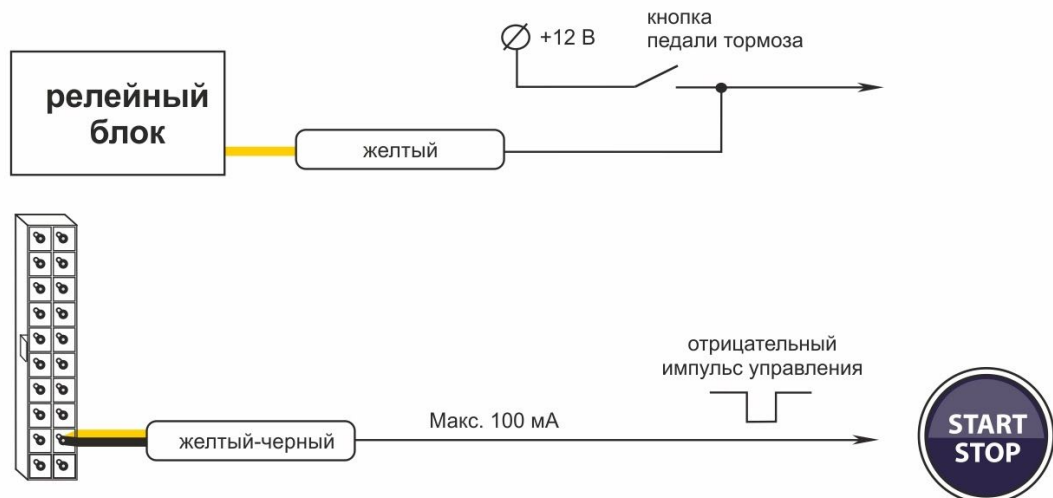 кнопка
педали тормоза
+12 В
релейный
блок
желтый
отрицательный
импульс управления
Макс. 100 мА
желтый-черный
START
STOP